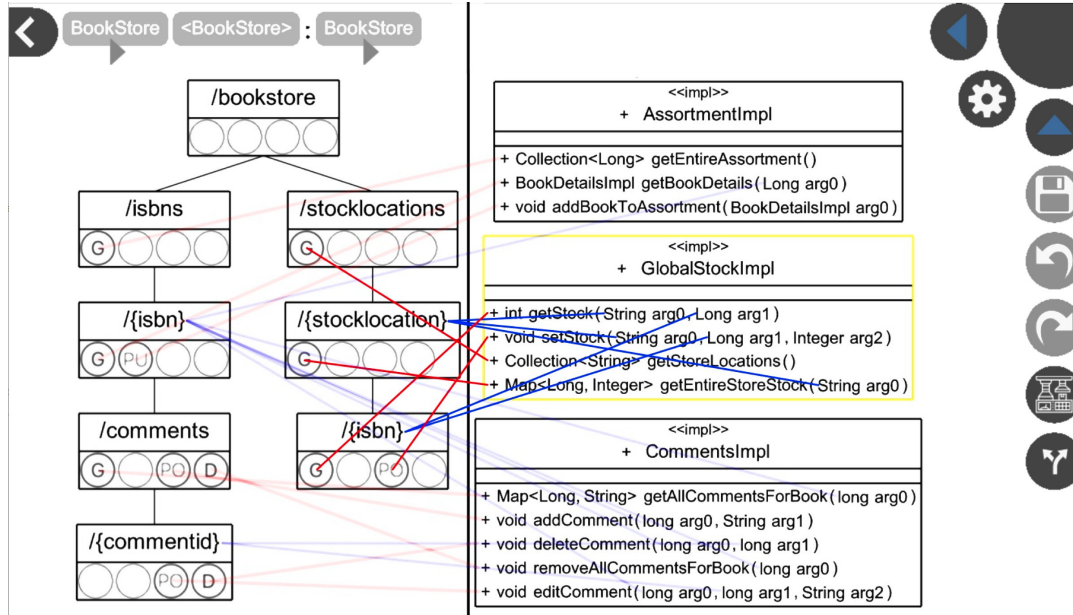 BookStore <BookStore> : BookStore
/bookstore
/isbns
G
/{isbn}
G PU
/comments
G PO D
/{commentid}
PO D
/stocklocations
G
/{stocklocation}
G
/{isbn}
G PO
<<impl>>
+ AssortmentImpl
+ Collection<Long> getEntireAssortment()
+ BookDetailsImpl getBookDetails(Long arg0)
+ void addBookToAssortment(BookDetailsImpl arg0)
<<impl>>
+ GlobalStockImpl
+ int getStock(String arg0, Long arg1)
+ void setStock(String arg0, Long arg1, Integer arg2)
+ Collection<String> getStoreLocations()
+ Map<Long, Integer> getEntireStoreStock(String arg0)
<<impl>>
+ CommentsImpl
+ Map<Long, String> getAllCommentsForBook(long arg0)
+ void addComment(long arg0, String arg1)
+ void deleteComment(long arg0, long arg1)
+ void removeAllCommentsForBook(long arg0)
+ void editComment(long arg0, long arg1, String arg2)